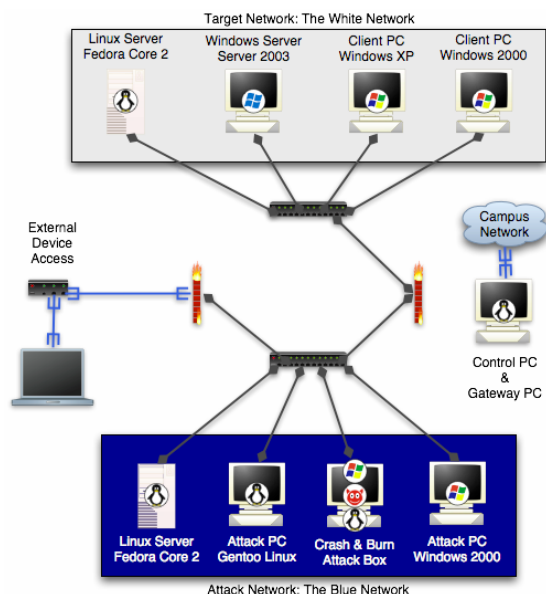 Target Network: The White Network
Linux Server
Fedora Core 2
Windows Server
Server 2003
Client PC
Windows XP
Client PC
Windows 2000
External
Device
Access
Campus
Network
Control PC
&
Gateway PC
Linux Server
Fedora Core 2
Attack PC
Gentoo Linux
Crash & Burn
Attack Box
Attack PC
Windows 2000
Attack Network: The Blue Network